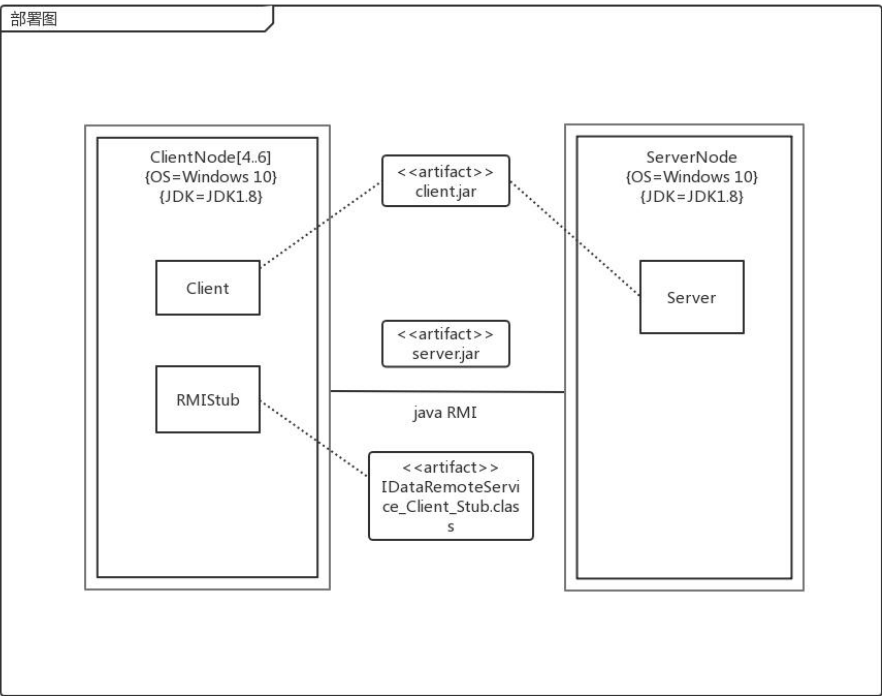 部署图
ClientNode[4..6]
{OS=Windows 10}
{JDK=JDK1.8}
Client
RMIStub
<<artifact>>
client.jar
<<artifact>>
server.jar
java RMI
<<artifact>>
IDataRemoteServi
ce_Client_Stub.clas
s
ServerNode
{OS=Windows 10}
{JDK=JDK1.8}
Server